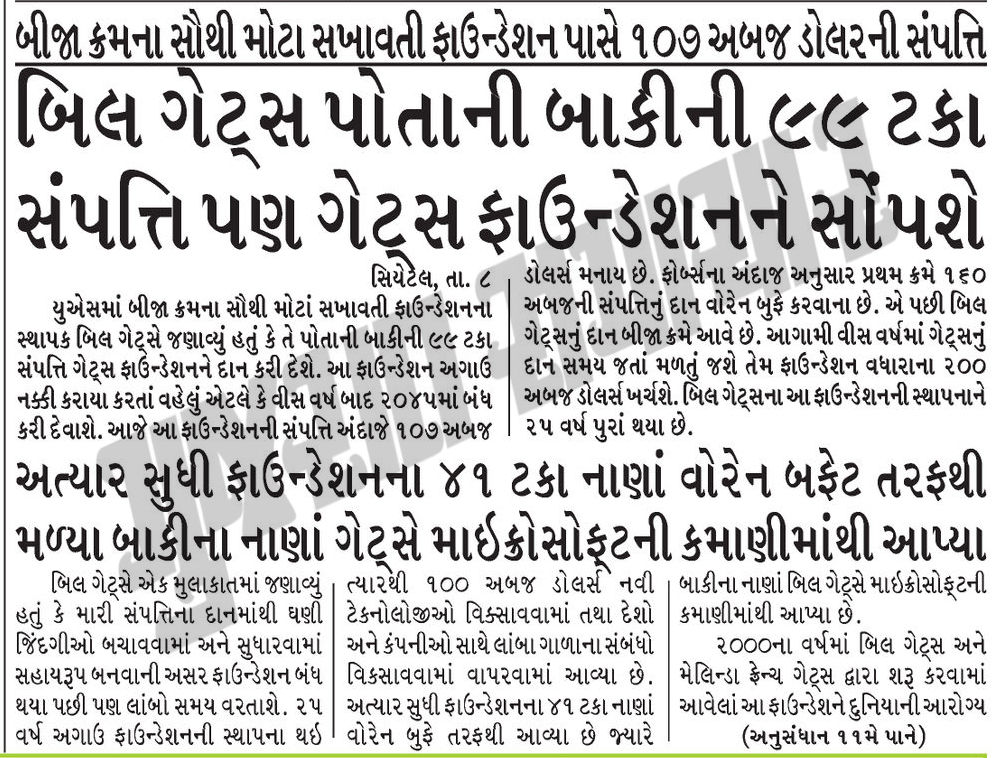 બીજા ક્રમના સૌથી મોટા સખાવતી ફાઉન્ડેશન પાસે ૧૦૭ અબજ ડોલરની સંપત્તિ
બિલ ગેટ્સ પોતાની બાકીની ૯૯ ટકા
સંપત્તિ પણ ગેટ્સ ફાઉન્ડેશનને સોંપશે
સિયેટલ, તા. ૮
યુએસમાં બીજા ક્રમના સૌથી મોટાં સખાવતી ફાઉન્ડેશનના
સ્થાપક બિલ ગેટ્સે જણાવ્યું હતું કે તે પોતાની બાકીની ૯૯ ટકા
સંપત્તિ ગેટ્સ ફાઉન્ડેશનને દાન કરી દેશે. આ ફાઉન્ડેશન અગાઉ
નક્કી કરાયા કરતાં વહેલું એટલે કે વીસ વર્ષ બાદ ૨૦૪૫માં બંધ
કરી દેવાશે. આજે આ ફાઉન્ડેશનની સંપત્તિ અંદાજે ૧૦૭ અબજ
ડોલર્સ મનાય છે. ફોર્બ્સના અંદાજ અનુસાર પ્રથમ ક્રમે ૧૬૦
અબજની સંપત્તિનું દાન વોરેન બુફે કરવાના છે. એ પછી બિલ
ગેટ્સનું દાન બીજા ક્રમે આવે છે. આગામી વીસ વર્ષમાં ગેટ્સનું
દાન સમય જતાં મળતું જશે તેમ ફાઉન્ડેશન વધારાના ૨૦૦
અબજ ડોલર્સ ખર્ચશે. બિલ ગેટ્સના આ ફાઉન્ડેશનની સ્થાપનાને
૨૫ વર્ષ પુરાં થયા છે.
અત્યાર સુધી ફાઉન્ડેશનના ૪૧ ટકા નાણાં વોરેન બફેટ તરફથી
મળ્યા બાકીના નાણાં ગેટ્સે માઇક્રોસોફ્ટની કમાણીમાંથી આપ્યા
બિલ ગેટ્સે એક મુલાકાતમાં જણાવ્યું
હતું કે મારી સંપત્તિના દાનમાંથી ઘણી
જિંદગીઓ બચાવવામાં અને સુધારવામાં
સહાયરૂપ બનવાની અસર ફાઉન્ડેશન બંધ
થયા પછી પણ લાંબો સમય વરતાશે. ૨૫
વર્ષ અગાઉ ફાઉન્ડેશનની સ્થાપના થઇ
ત્યારથી ૧૦૦ અબજ ડોલર્સ નવી
ટેકનોલોજીઓ વિકસાવવામાં તથા દેશો
અને કંપનીઓ સાથે લાંબા ગાળાના સંબંધો
વિકસાવવામાં વાપરવામાં આવ્યા છે.
અત્યાર સુધી ફાઉન્ડેશનના ૪૧ ટકા નાણાં
વોરેન બુફે તરફથી આવ્યા છે જ્યારે
બાકીના નાણાં બિલ ગેટ્સે માઇક્રોસોફ્ટની
કમાણીમાંથી આપ્યા છે.
૨૦૦૦ના વર્ષમાં બિલ ગેટ્સ અને
મેલિન્ડા ફ્રેન્ચ ગેટ્સ દ્વારા શરૂ કરવામાં
આવેલાં આ ફાઉન્ડેશને દુનિયાની આરોગ્ય
(અનુસંધાન ૧૧મે પાને)